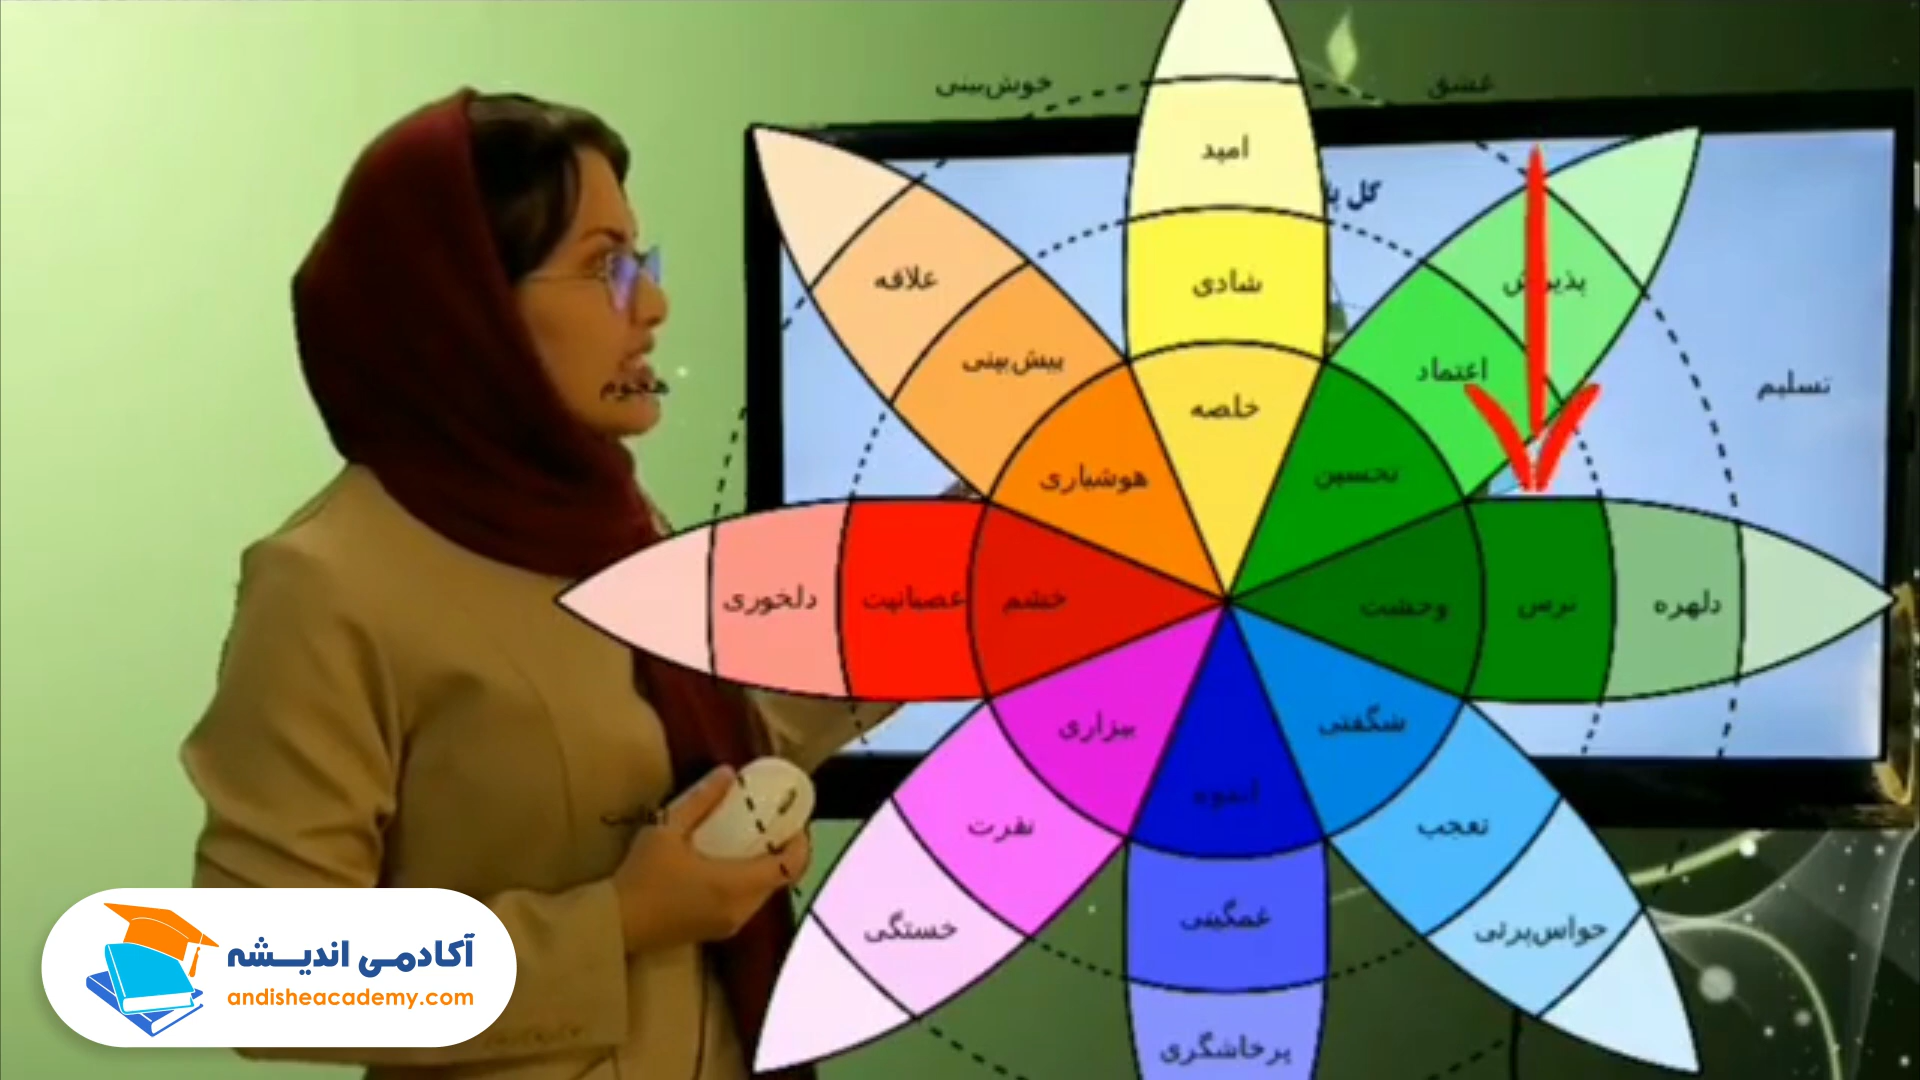 خوش‌بینی
عشق
امید
گل
علاقه
شادی
پذیرش
پیش‌بینی
اعتماد
تسلیم
هجوم
خلصه
هوشیاری
تحسین
دلخوری
عصبانیت
خشم
وحشت
ترس
دلهره
بیزاری
شگفتی
اندوه
اهانت
نفرت
تعجب
خستگی
غمگینی
حواس‌پرتی
پرخاشگری
آکادمی اندیشه
andisheacademy.com